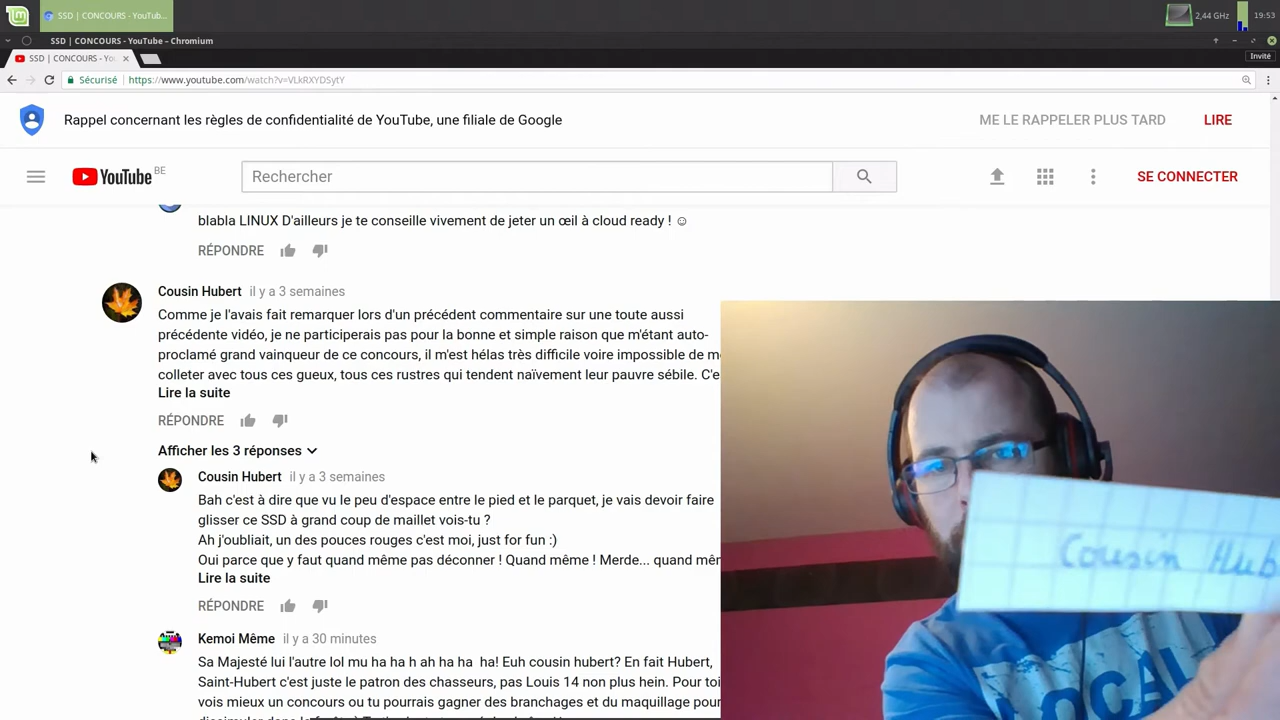 SSD | CONCOURS - YouTub...
2,44 GHz
19:53
SSD | CONCOURS - YouTube - Chromium
SSD | CONCOURS - You
Invité
Sécurisé
https://www.youtube.com/watch?v=VLkRXYDSytY
Rappel concernant les règles de confidentialité de YouTube, une filiale de Google
ME LE RAPPELER PLUS TARD
LIRE
YouTube BE
Rechercher
SE CONNECTER
blabla LINUX D'ailleurs je te conseille vivement de jeter un œil à cloud ready ! ☺
RÉPONDRE
Cousin Hubert il y a 3 semaines
Comme je l'avais fait remarquer lors d'un précédent commentaire sur une toute aussi
précédente vidéo, je ne participerais pas pour la bonne et simple raison que m'étant auto-
proclamé grand vainqueur de ce concours, il m'est hélas très difficile voire impossible de m
colleter avec tous ces gueux, tous ces rustres qui tendent naïvement leur pauvre sébile. C'e
Lire la suite
RÉPONDRE
Afficher les 3 réponses
Cousin Hubert il y a 3 semaines
Bah c'est à dire que vu le peu d'espace entre le pied et le parquet, je vais devoir faire
glisser ce SSD à grand coup de maillet vois-tu ?
Ah j'oubliait, un des pouces rouges c'est moi, just for fun :)
Oui parce que y faut quand même pas déconner ! Quand même ! Merde... quand mêr
Lire la suite
RÉPONDRE
Kemoi Même il y a 30 minutes
Sa Majesté lui l'autre lol mu ha ha h ah ha ha ha! Euh cousin hubert? En fait Hubert,
Saint-Hubert c'est juste le patron des chasseurs, pas Louis 14 non plus hein. Pour toi
vois mieux un concours ou tu pourrais gagner des branchages et du maquillage pou
Cousin Hub
LOCAL